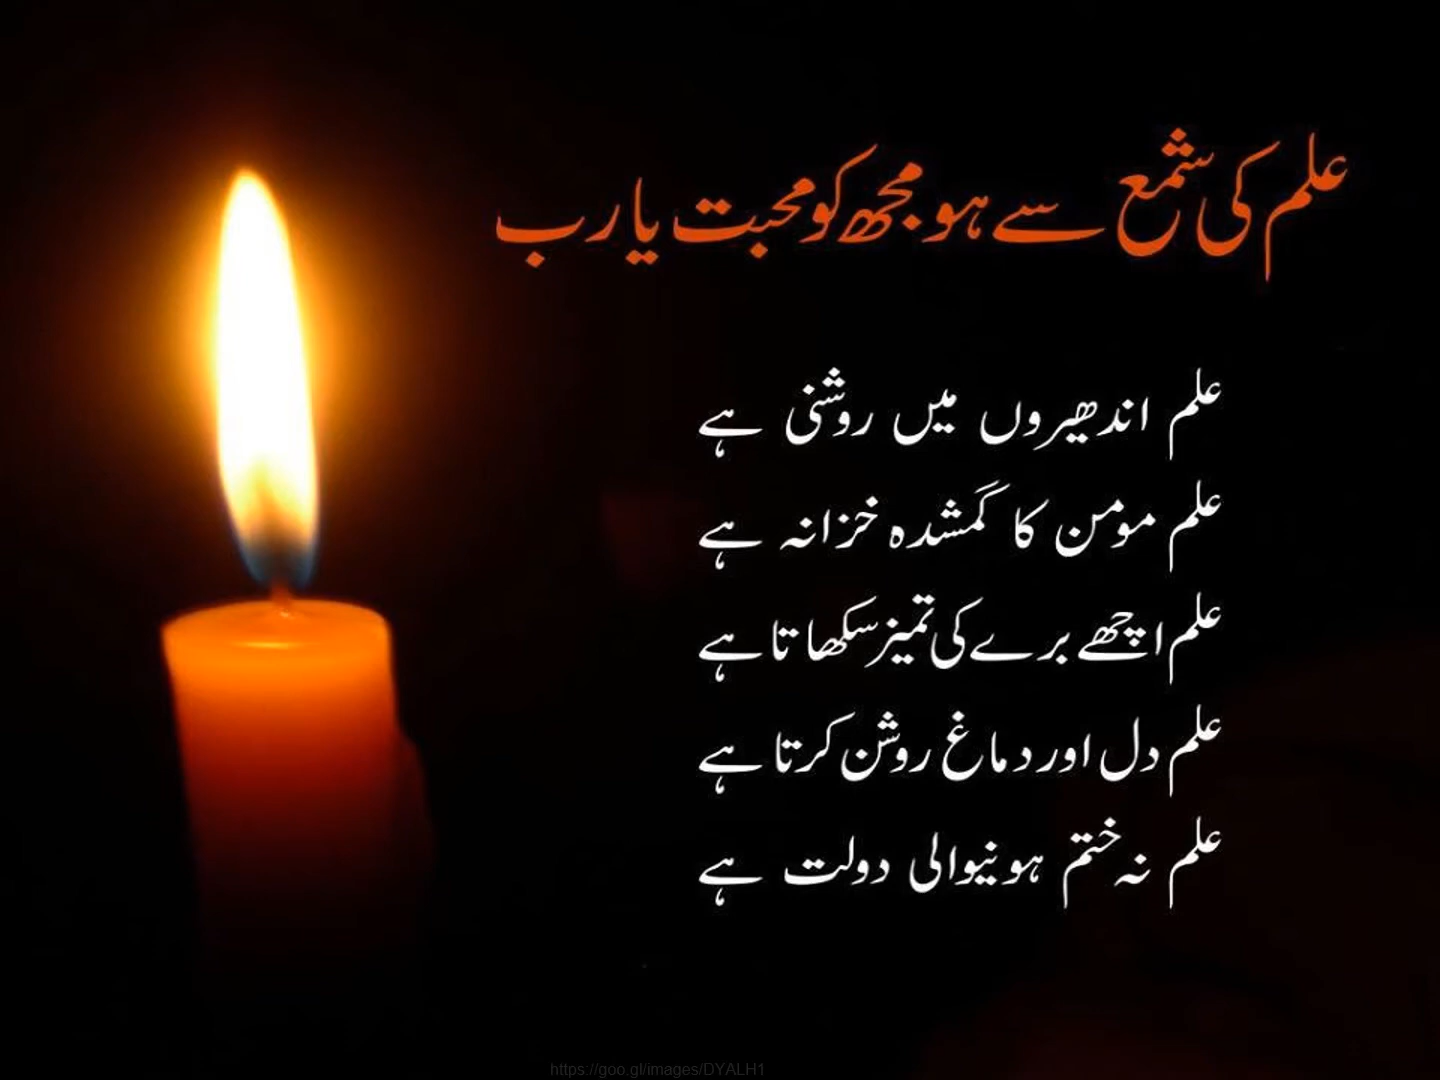 علم کی شمع سے ہو مجھ کو محبت یا رب
علم اندھیروں میں روشنی ہے
علم مومن کا گمشدہ خزانہ ہے
علم اچھے برے کی تمیز سکھاتا ہے
علم دل اور دماغ روشن کرتا ہے
علم نہ ختم ہونیوالی دولت ہے
https://goo.gl/images/DYALH1